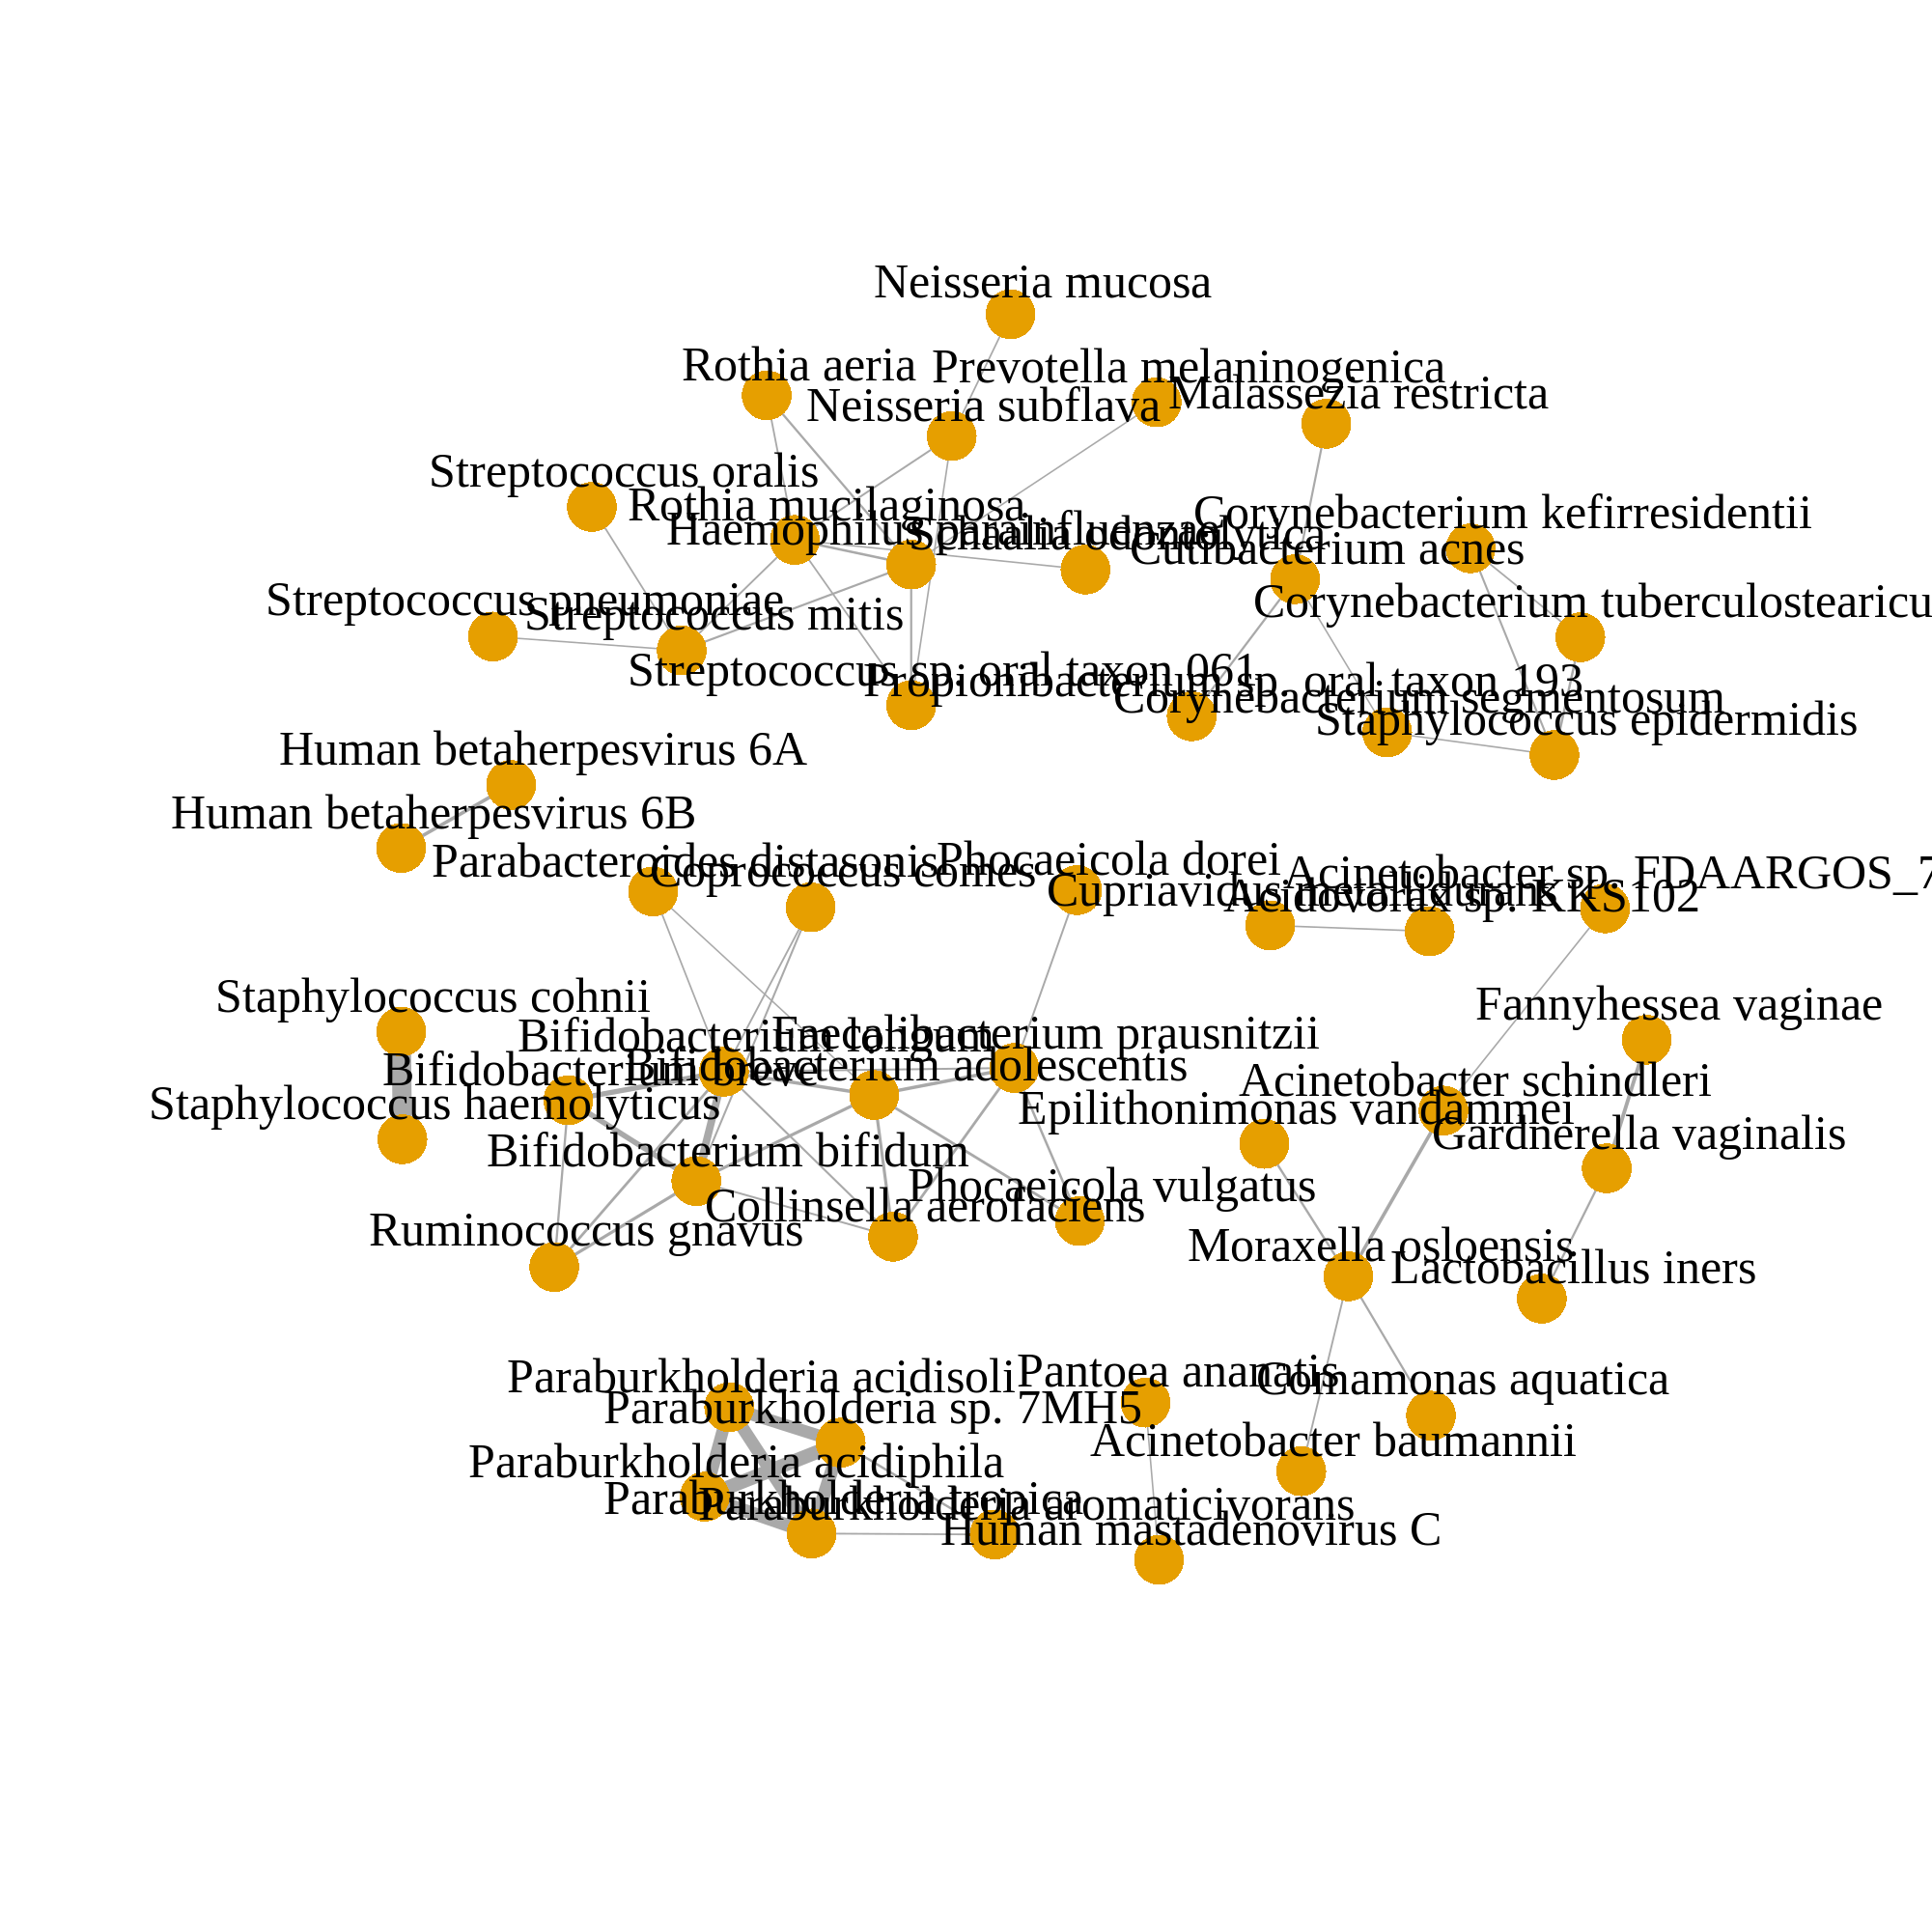 Neisseria mucosa
Rothia aeria
Prevotella melaninogenica
Malassezia restricta
Neisseria subflava
Streptococcus oralis
Rothia mucilaginosa
Corynebacterium kefirresidentii
Haemophilus parainfluenzae
Schaalia odontolytica
Cutibacterium acnes
Streptococcus pneumoniae
Corynebacterium tuberculostearicu
Streptococcus mitis
Streptococcus sp. oral taxon 061
Propionibacterium sp. oral taxon 193
Corynebacterium segmentosum
Staphylococcus epidermidis
Human betaherpesvirus 6A
Human betaherpesvirus 6B
Parabacteroides distasonis
Phocaeicola dorei
Coprococcus comes
Acinetobacter sp. FDAARGOS_7
Cupriavidus metallidurans
Acidovorax sp. KKS102
Staphylococcus cohnii
Fannyhessea vaginae
Bifidobacterium longum
Faecalibacterium prausnitzii
Bifidobacterium adolescentis
Bifidobacterium breve
Acinetobacter schindleri
Staphylococcus haemolyticus
Epilithonimonas vandammei
Gardnerella vaginalis
Bifidobacterium bifidum
Phocaeicola vulgatus
Collinsella aerofaciens
Ruminococcus gnavus
Moraxella osloensis
Lactobacillus iners
Paraburkholderia acidisoli
Pantoea ananatis
Comamonas aquatica
Paraburkholderia sp. 7MH5
Acinetobacter baumannii
Paraburkholderia acidiphila
Paraburkholderia tropica
Paraburkholderia aromaticivorans
Human mastadenovirus C